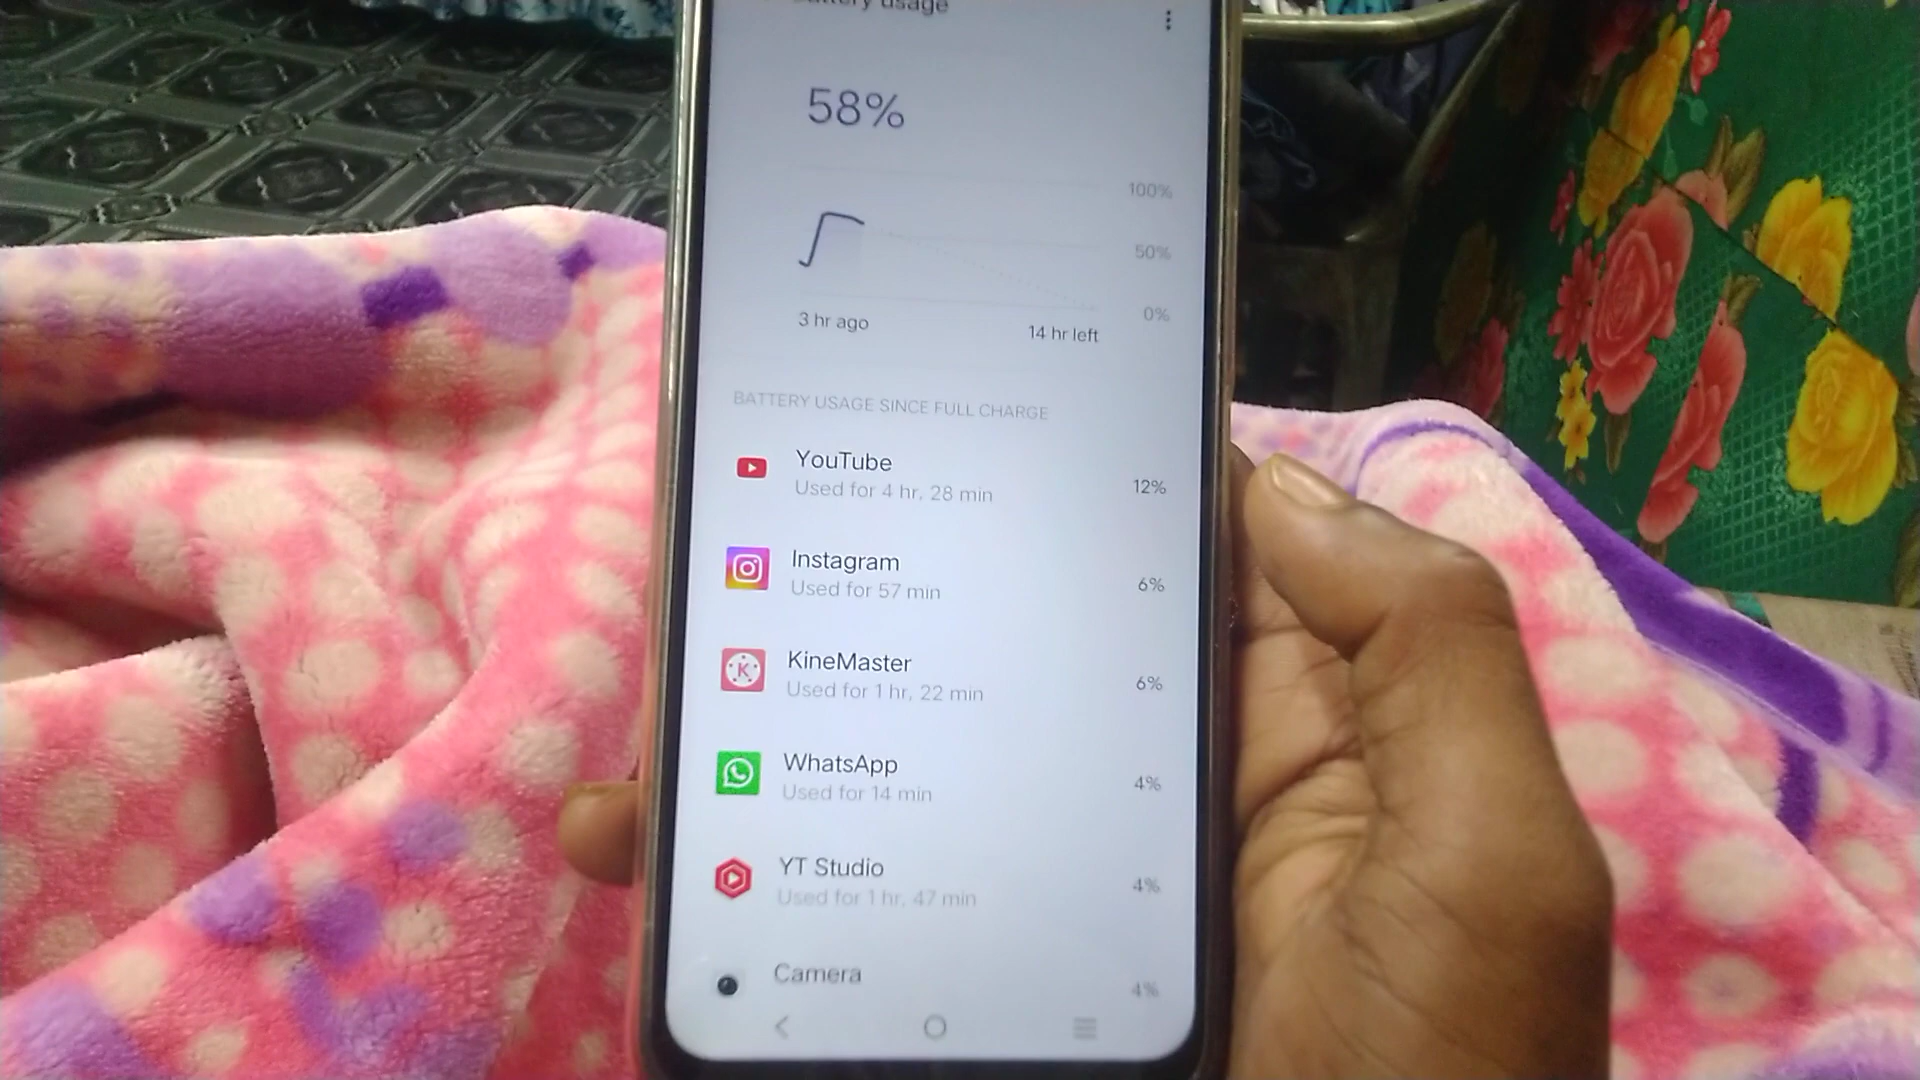 usage
58%
100%
50%
0%
3 hr ago
14 hr left
BATTERY USAGE SINCE FULL CHARGE
YouTube
Used for 4 hr, 28 min
12%
Instagram
Used for 57 min
6%
KineMaster
Used for 1 hr, 22 min
6%
K
WhatsApp
Used for 14 min
4%
YT Studio
Used for 1 hr, 47 min
4%
Camera
4%